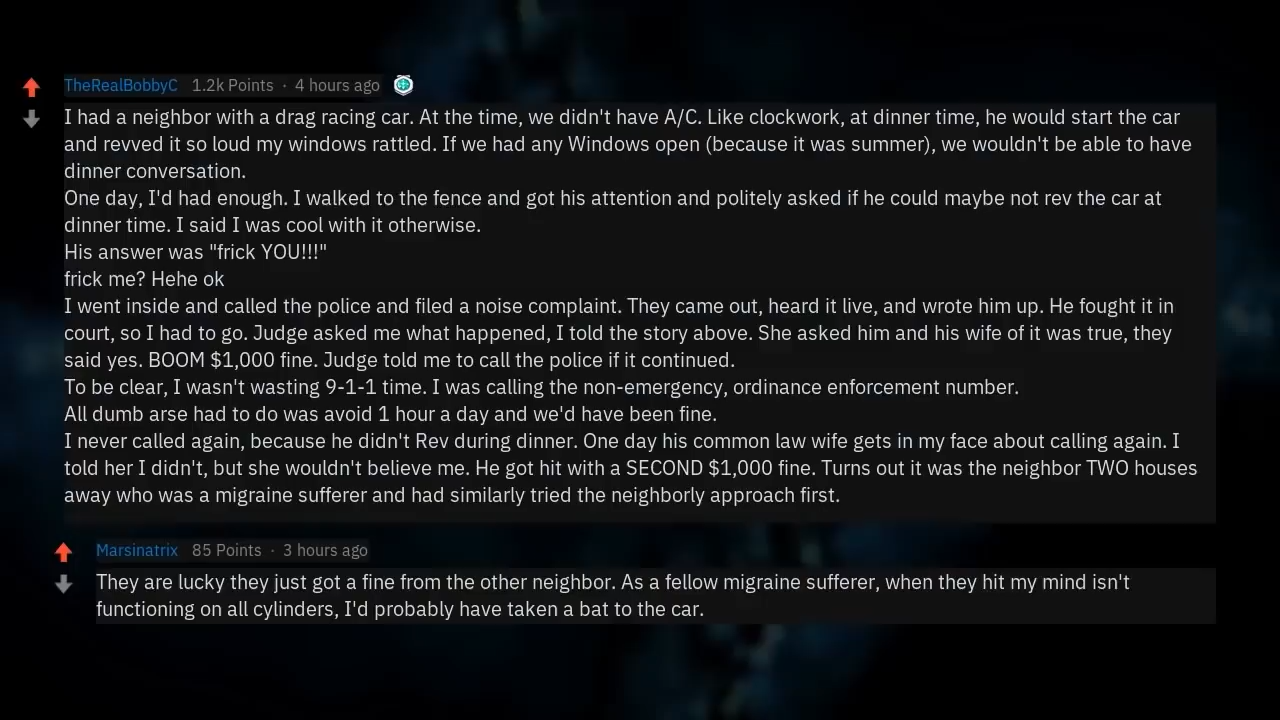 TheRealBobbyC 1.2k Points · 4 hours ago
I had a neighbor with a drag racing car. At the time, we didn't have A/C. Like clockwork, at dinner time, he would start the car
and revved it so loud my windows rattled. If we had any Windows open (because it was summer), we wouldn't be able to have
dinner conversation.
One day, I'd had enough. I walked to the fence and got his attention and politely asked if he could maybe not rev the car at
dinner time. I said I was cool with it otherwise.
His answer was "frick YOU!!!"
frick me? Hehe ok
I went inside and called the police and filed a noise complaint. They came out, heard it live, and wrote him up. He fought it in
court, so I had to go. Judge asked me what happened, I told the story above. She asked him and his wife of it was true, they
said yes. BOOM $1,000 fine. Judge told me to call the police if it continued.
To be clear, I wasn't wasting 9-1-1 time. I was calling the non-emergency, ordinance enforcement number.
All dumb arse had to do was avoid 1 hour a day and we'd have been fine.
I never called again, because he didn't Rev during dinner. One day his common law wife gets in my face about calling again. I
told her I didn't, but she wouldn't believe me. He got hit with a SECOND $1,000 fine. Turns out it was the neighbor TWO houses
away who was a migraine sufferer and had similarly tried the neighborly approach first.
Marsinatrix 85 Points · 3 hours ago
They are lucky they just got a fine from the other neighbor. As a fellow migraine sufferer, when they hit my mind isn't
functioning on all cylinders, I'd probably have taken a bat to the car.